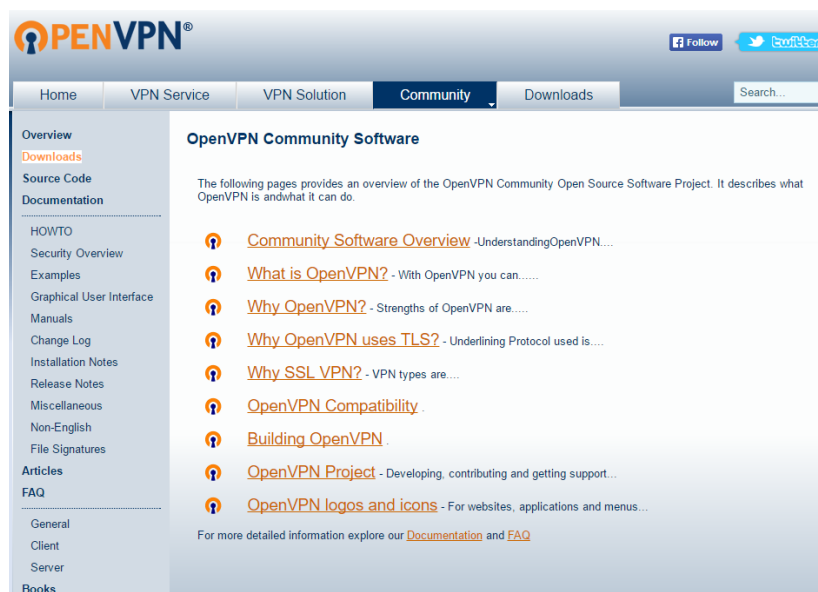 OPENVPN®
Follow
twitter
Home VPN Service VPN Solution Community Downloads
Search...
Overview
Downloads
Source Code
Documentation
HOWTO
Security Overview
Examples
Graphical User Interface
Manuals
Change Log
Installation Notes
Release Notes
Miscellaneous
Non-English
File Signatures
Articles
FAQ
General
Client
Server
Books
OpenVPN Community Software
The following pages provides an overview of the OpenVPN Community Open Source Software Project. It describes what
OpenVPN is andwhat it can do.
Community Software Overview -UnderstandingOpenVPN....
What is OpenVPN? - With OpenVPN you can......
Why OpenVPN? - Strengths of OpenVPN are.....
Why OpenVPN uses TLS? - Underlining Protocol used is....
Why SSL VPN? - VPN types are....
OpenVPN Compatibility .
Building OpenVPN .
OpenVPN Project - Developing, contributing and getting support...
OpenVPN logos and icons - For websites, applications and menus...
For more detailed information explore our Documentation and FAQ